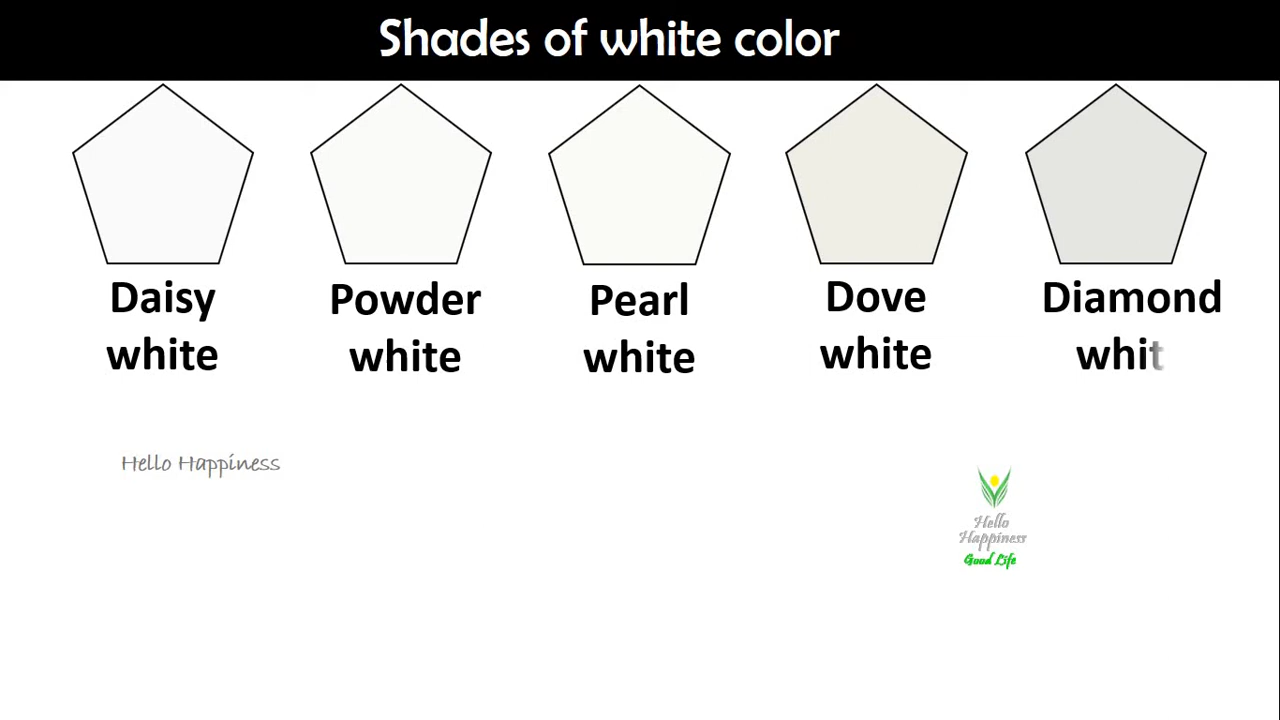 Shades of white color
Daisy
white
Powder
white
Pearl
white
Dove
white
Diamond
whit
Hello Happiness
Hello
Happiness
Good Life